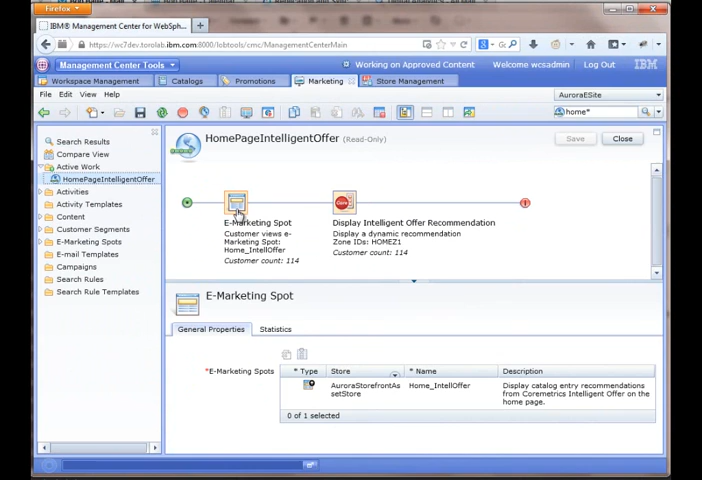 Firefox
IBM® Management Center for WebSph...
https://wc7dev.torolab.ibm.com:8000/lobtools/cmc/ManagementCenterMain
Management Center Tools
Working on Approved Content
Welcome wcsadmin
Log Out
IBM
Workspace Management
Catalogs
Promotions
Marketing
Store Management
File Edit View Help
AuroraESite
home*
Search Results
Compare View
Active Work
HomePageIntelligentOffer
Activities
Activity Templates
Content
Customer Segments
E-Marketing Spots
E-mail Templates
Campaigns
Search Rules
Search Rule Templates
HomePageIntelligentOffer (Read-Only)
Save
Close
E-Marketing Spot
Customer views e-
Marketing Spot:
Home_IntellOffer
Customer count: 114
Display Intelligent Offer Recommendation
Display a dynamic recommendation
Zone IDs: HOMEZ1
Customer count: 114
E-Marketing Spot
General Properties
Statistics
*E-Marketing Spots
* Type Store * Name Description
AuroraStorefrontAs
setStore
Home_IntellOffer
Display catalog entry recommendations
from Coremetrics Intelligent Offer on the
home page.
0 of 1 selected